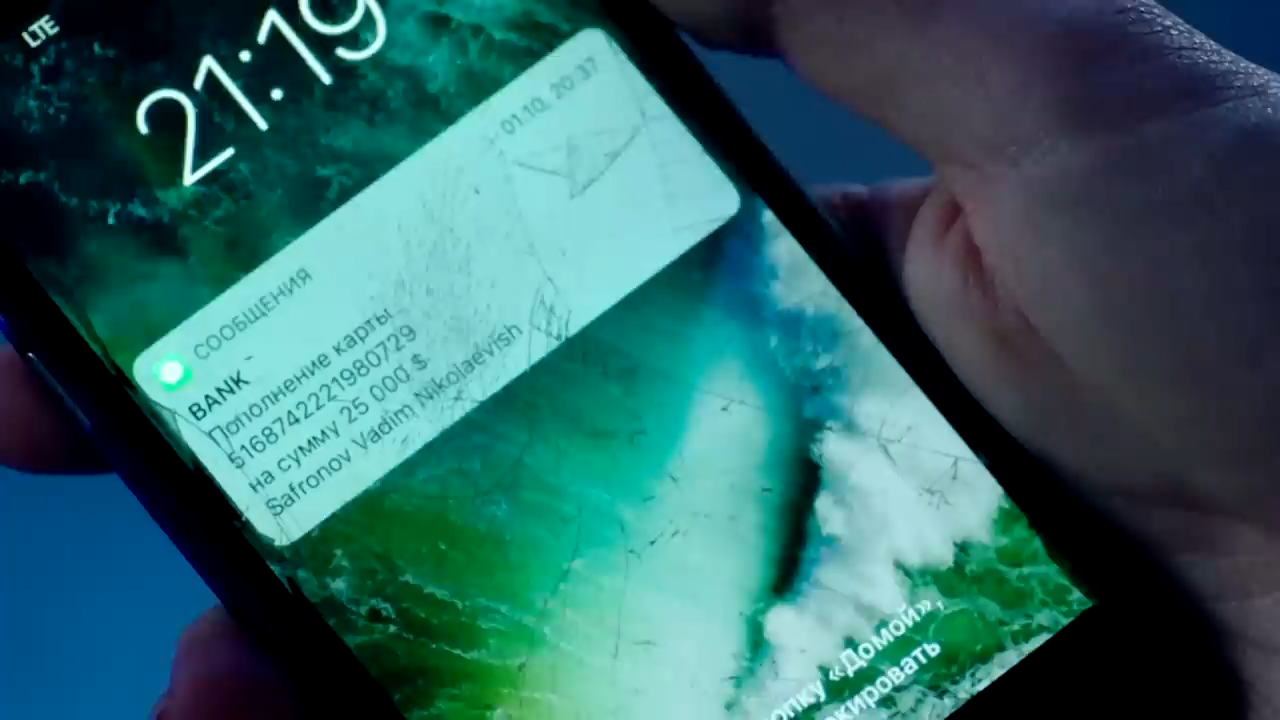 LTE
21:19
СООБЩЕНИЯ
01.10, 20:37
BANK
Пополнение карты
5168742221980729
на сумму 25 000 $
Safronov Vadim Nikolaevish
«Домой»,